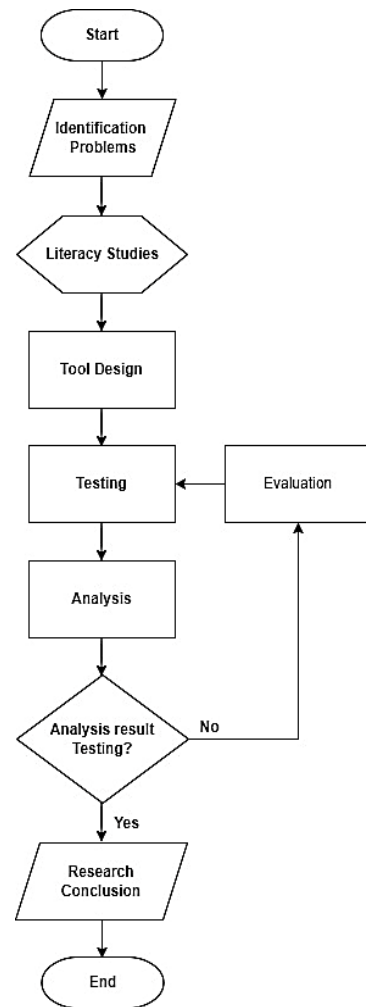 Start
Identification
Problems
Literacy Studies
Tool Design
Testing
Evaluation
Analysis
Analysis result
Testing?
No
Yes
Research
Conclusion
End